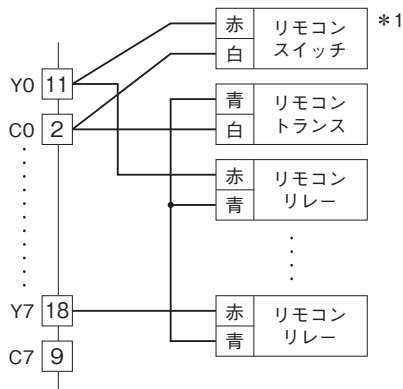 赤 リモコン
白 スイッチ
*1
Y0 11
C0 2
青 リモコン
白 トランス
赤 リモコン
青 リレー
Y7 18
C7 9
赤 リモコン
青 リレー